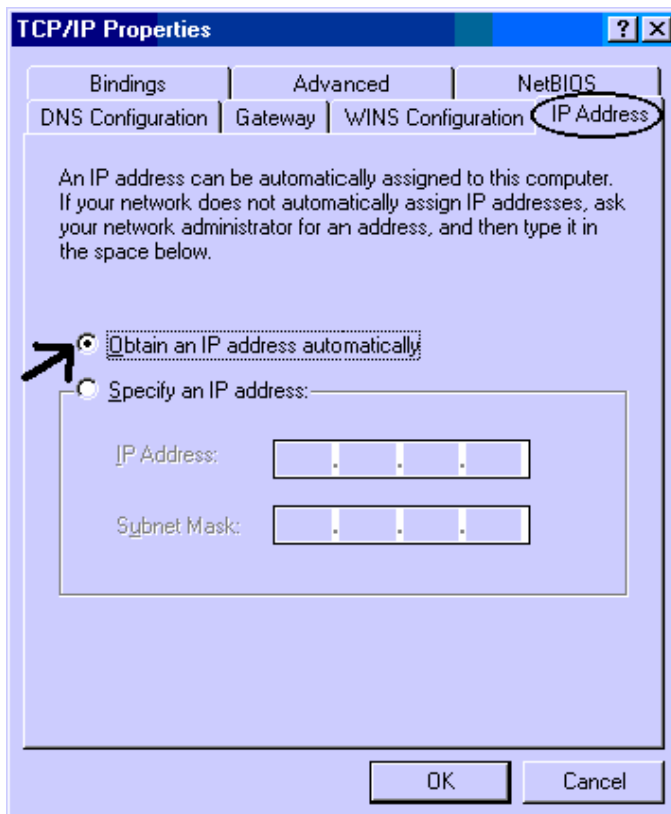 TCP/IP Properties
? X
Bindings Advanced NetBIOS
DNS Configuration Gateway WINS Configuration IP Address
An IP address can be automatically assigned to this computer.
If your network does not automatically assign IP addresses, ask
your network administrator for an address, and then type it in
the space below.
Obtain an IP address automatically
Specify an IP address:
IP Address:
. . .
Subnet Mask:
. . .
OK Cancel